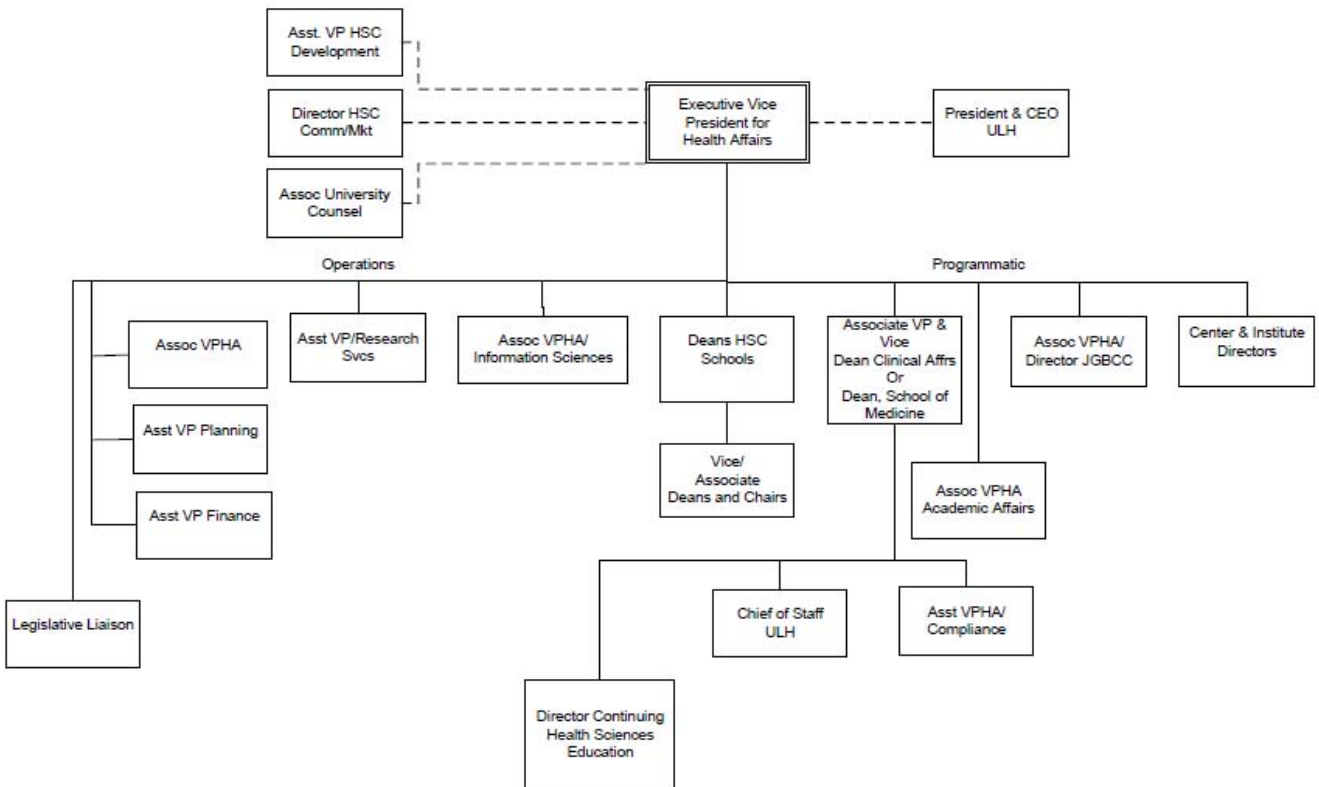 Asst. VP HSC
Development
Director HSC
Comm/Mkt
Assoc University
Counsel
Executive Vice
President for
Health Affairs
President & CEO
ULH
Operations
Programmatic
Assoc VPHA
Asst VP Planning
Asst VP Finance
Legislative Liaison
Asst VP/Research
Svcs
Assoc VPHA/
Information Sciences
Deans HSC
Schools
Vice/
Associate
Deans and Chairs
Associate VP &
Vice
Dean Clinical Affrs
Or
Dean, School of
Medicine
Assoc VPHA
Academic Affairs
Assoc VPHA/
Director JGBCC
Center & Institute
Directors
Director Continuing
Health Sciences
Education
Chief of Staff
ULH
Asst VPHA/
Compliance